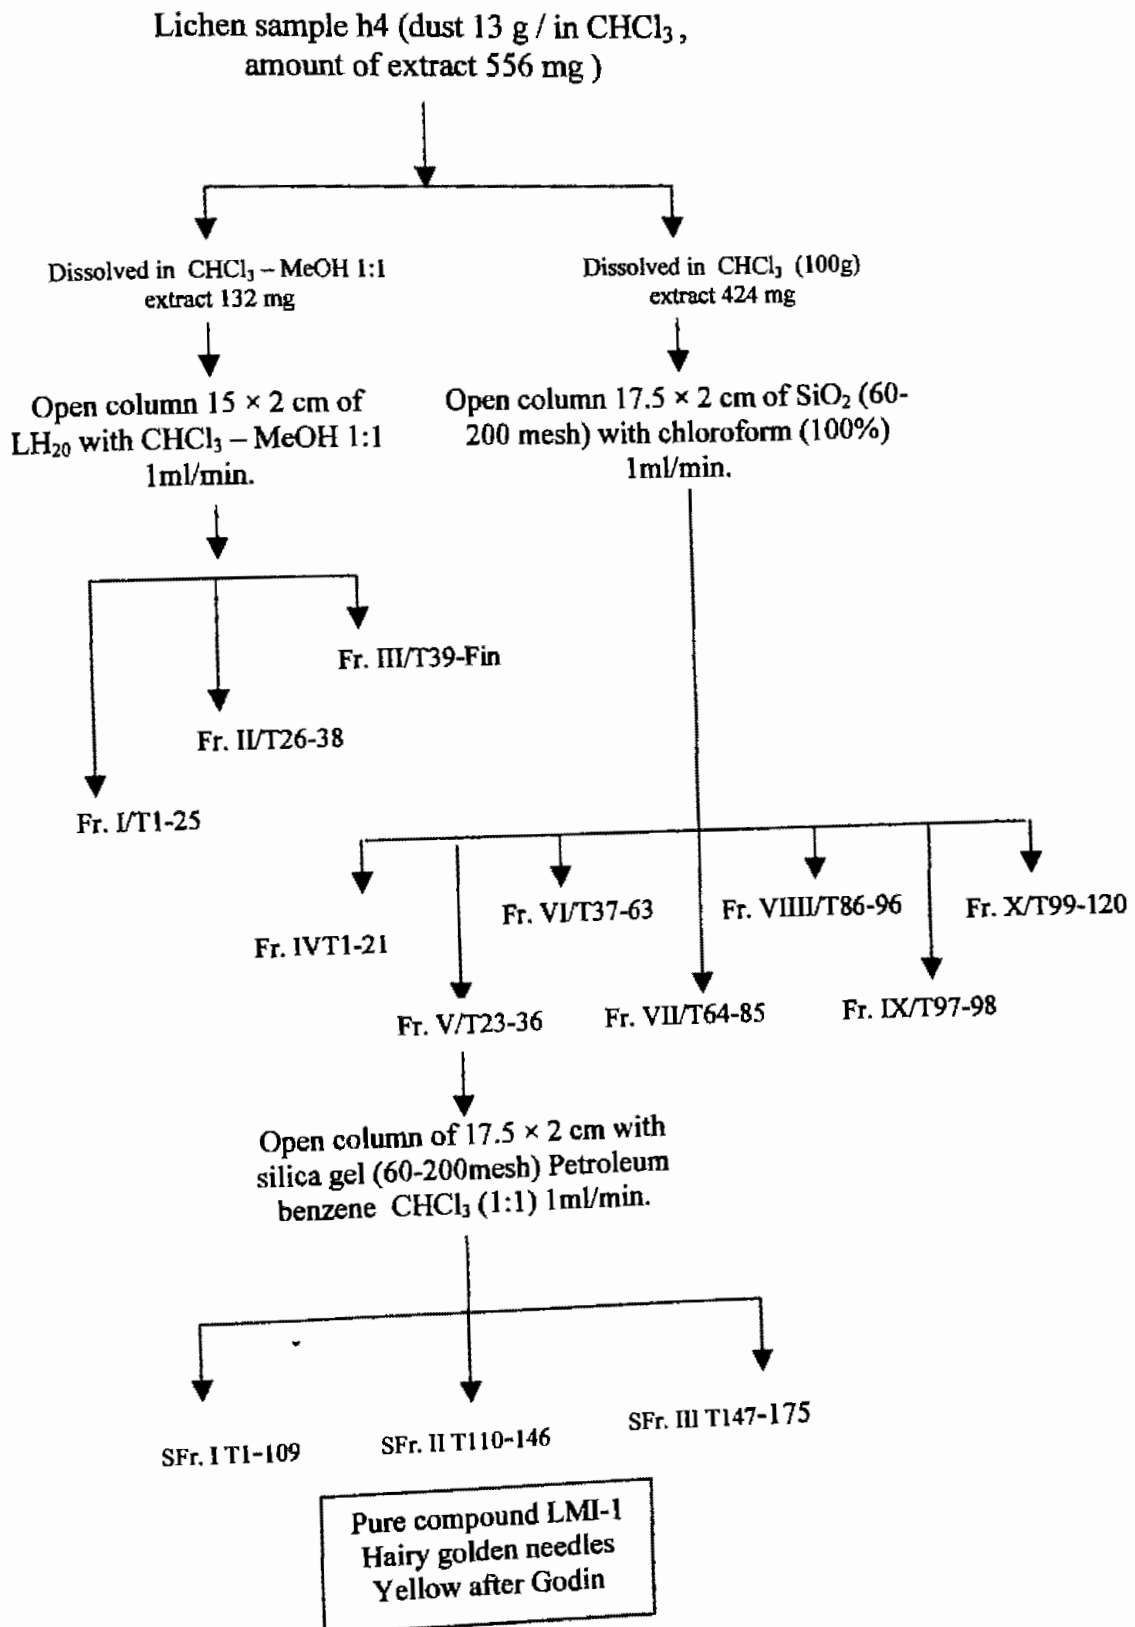 Lichen sample h4 (dust 13 g / in CHCl₃ ,
amount of extract 556 mg )
Dissolved in CHCl₃ – MeOH 1:1
extract 132 mg
Dissolved in CHCl₃ (100g)
extract 424 mg
Open column 15 × 2 cm of
LH₂₀ with CHCl₃ – MeOH 1:1
1ml/min.
Open column 17.5 × 2 cm of SiO₂ (60-
200 mesh) with chloroform (100%)
1ml/min.
Fr. III/T39-Fin
Fr. II/T26-38
Fr. I/T1-25
Fr. VI/T37-63
Fr. VIIII/T86-96
Fr. X/T99-120
Fr. IVT1-21
Fr. V/T23-36
Fr. VII/T64-85
Fr. IX/T97-98
Open column of 17.5 × 2 cm with
silica gel (60-200mesh) Petroleum
benzene CHCl₃ (1:1) 1ml/min.
SFr. I T1-109
SFr. II T110-146
SFr. III T147-175
Pure compound LMI-1
Hairy golden needles
Yellow after Godin